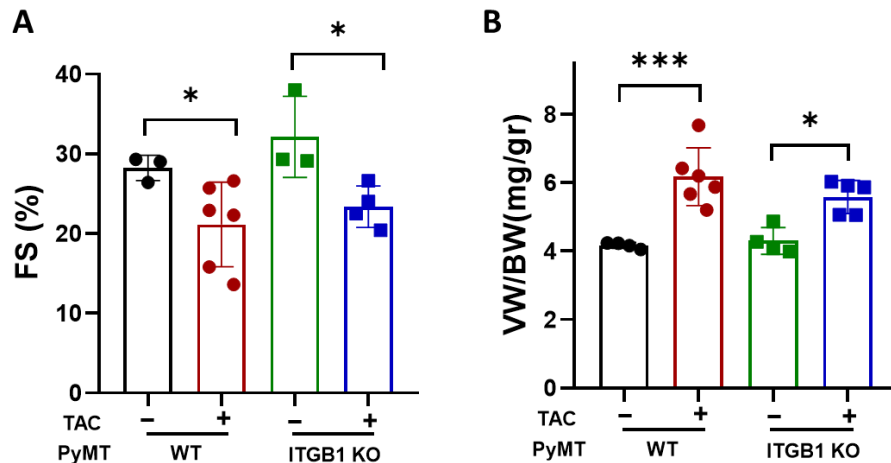 A
B
FS (%)
40
30
20
10
0
*
*
TAC
− + − +
PyMT WT ITGB1 KO
VW/BW(mg/gr)
8
6
4
2
0
***
*
TAC
− + − +
PyMT WT ITGB1 KO